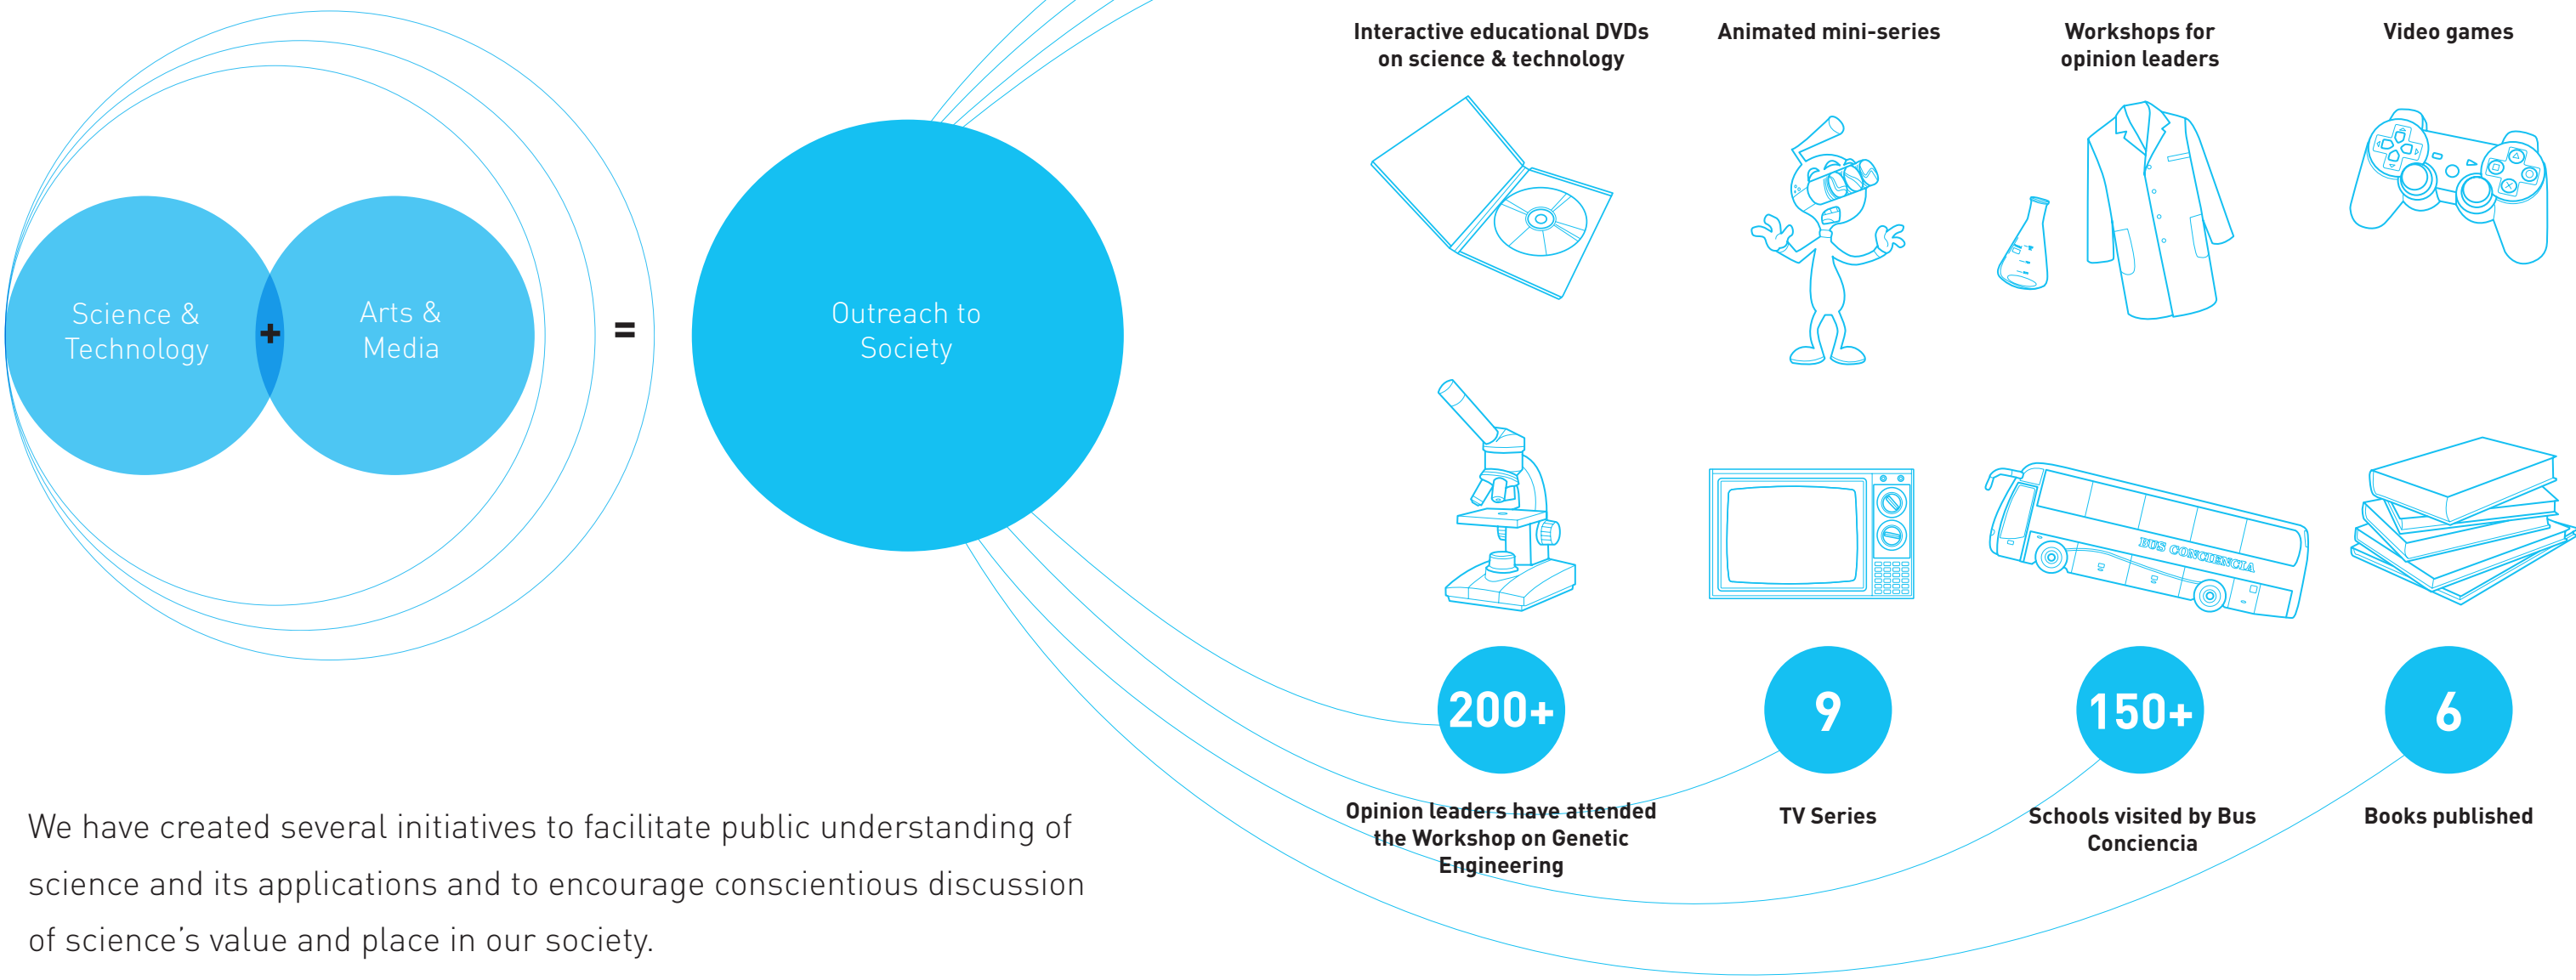 Interactive educational DVDs
on science & technology
Animated mini-series
Workshops for
opinion leaders
Video games
Science &
Technology
+
Arts &
Media
=
Outreach to
Society
BUS CONCIENCIA
200+
Opinion leaders have attended
the Workshop on Genetic
Engineering
9
TV Series
150+
Schools visited by Bus
Conciencia
6
Books published
We have created several initiatives to facilitate public understanding of
science and its applications and to encourage conscientious discussion
of science’s value and place in our society.